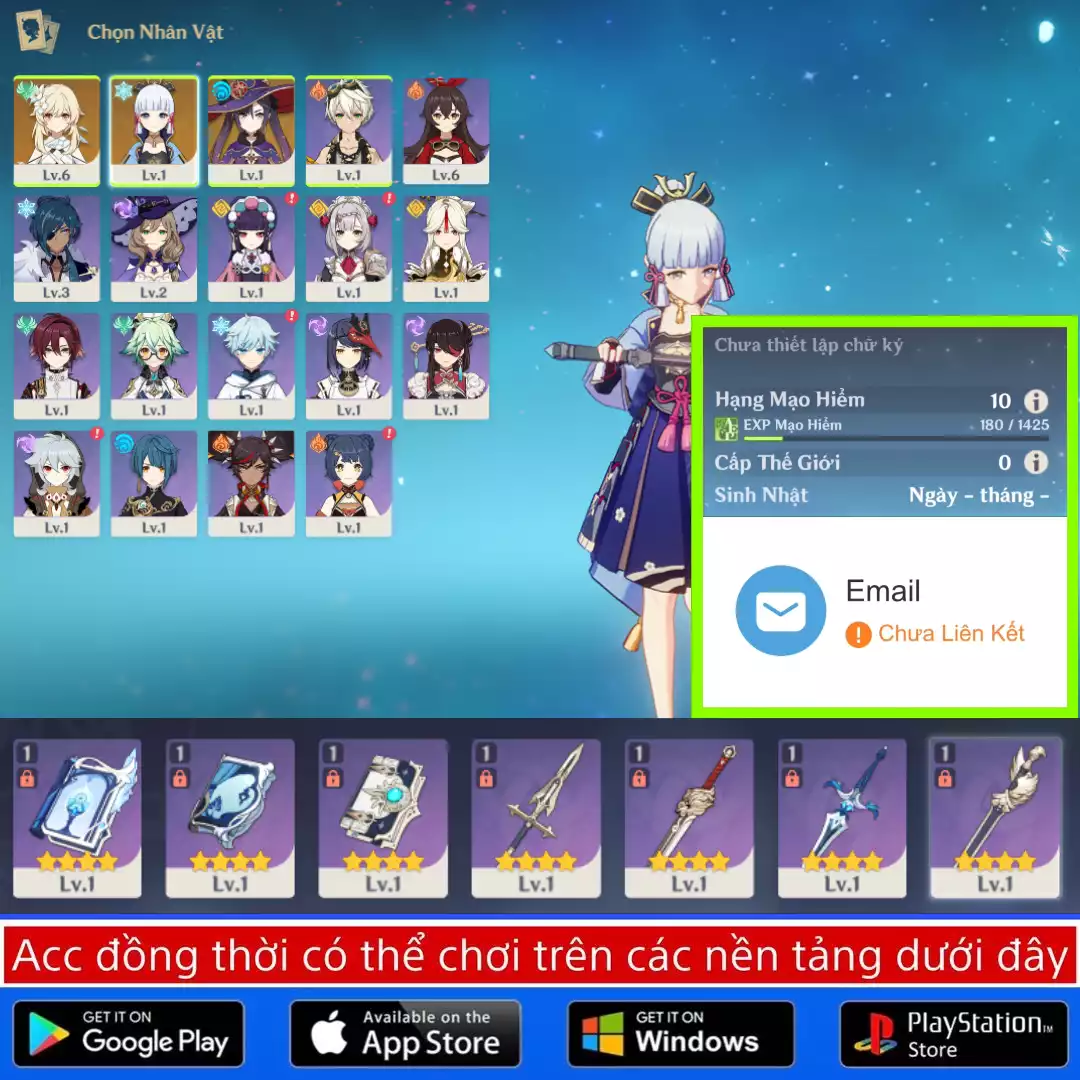 Chọn Nhân Vật
Lv.6
Lv.1
Lv.1
Lv.1
Lv.6
Lv.3
Lv.2
Lv.1
Lv.1
Lv.1
Lv.1
Lv.1
Lv.1
Lv.1
Lv.1
Lv.1
Lv.1
Lv.1
Lv.1
Chưa thiết lập chữ ký
Hạng Mạo Hiểm 10
EXP Mạo Hiểm 180 / 1425
Cấp Thế Giới 0
Sinh Nhật Ngày - tháng -
Email
Chưa Liên Kết
1 1 1 1 1 1 1
Lv.1 Lv.1 Lv.1 Lv.1 Lv.1 Lv.1 Lv.1
Acc đồng thời có thể chơi trên các nền tảng dưới đây
GET IT ON
Google Play
Available on the
App Store
GET IT ON
Windows
PlayStation™
Store